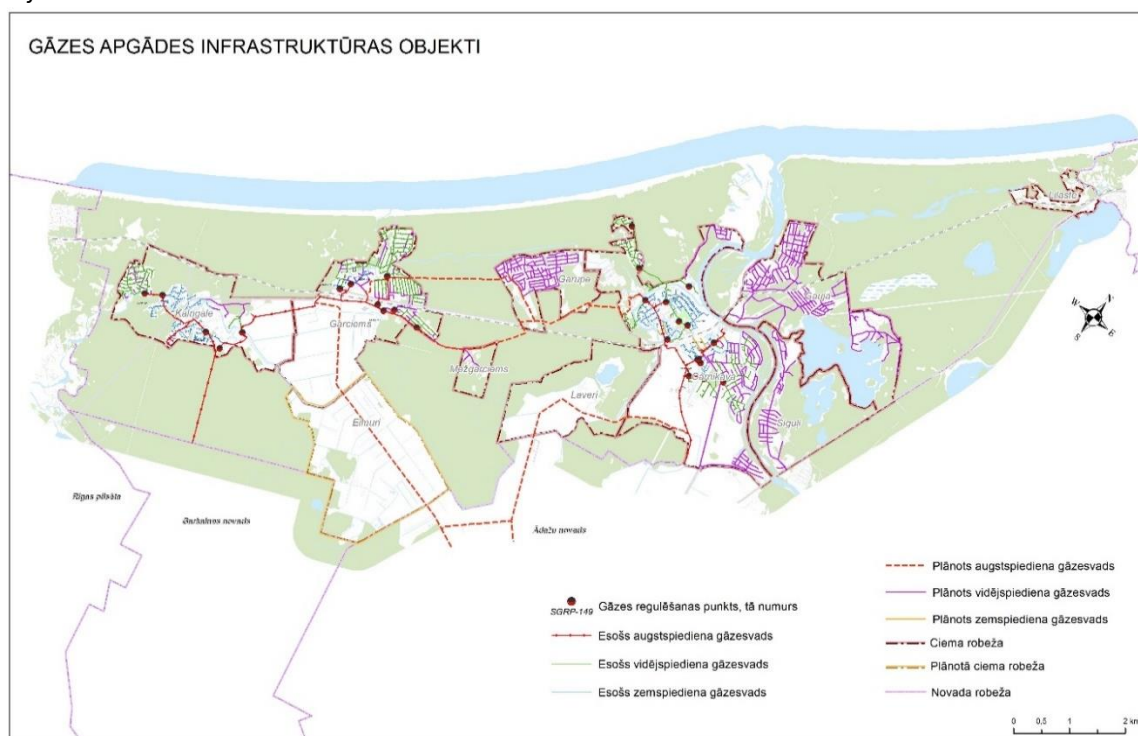 GĀZES APGĀDES INFRASTRUKTŪRAS OBJEKTI
Lilaste
Kalngale
Gārciems
Garupe
Gauja
Mežgarciems
Carnikava
Laveri
Eimuri
Siguļi
Rīgas pilsēta
Garkalnes novads
Ādažu novads
SGRP-149
Gāzes regulēšanas punkts, tā numurs
Esošs augstspiediena gāzesvads
Esošs vidējspiediena gāzesvads
Esošs zemspiediena gāzesvads
Plānots augstspiediena gāzesvads
Plānots vidējspiediena gāzesvads
Plānots zemspiediena gāzesvads
Ciema robeža
Plānotā ciema robeža
Novada robeža
0 0,5 1 2 km